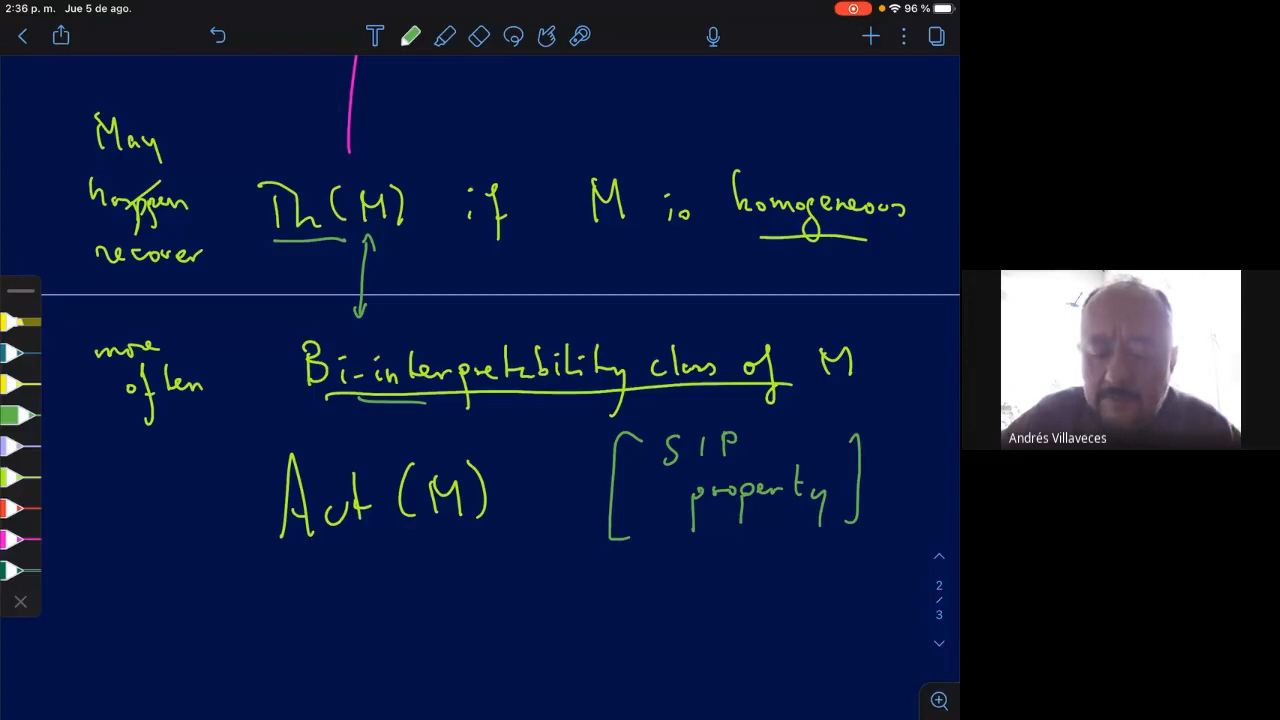 2:36 p. m. Jue 5 de ago.
96 %
May
happen
recover
Th(M) if M is homogeneous
more
often
Bi-interpretability class of M
Aut (M)
SIP
property
2
/
3
Andrés Villaveces